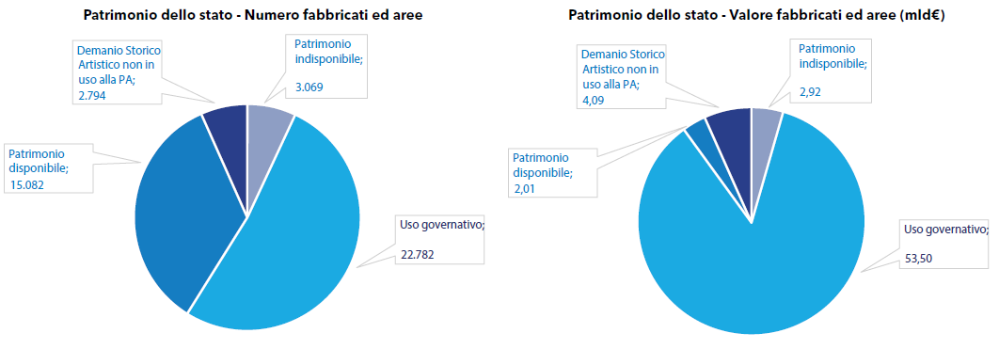 Patrimonio dello stato - Numero fabbricati ed aree
Demanio Storico
Artistico non in
uso alla PA;
2.794
Patrimonio
indisponibile;
3.069
Patrimonio
disponibile;
15.082
Uso governativo;
22.782
Patrimonio dello stato - Valore fabbricati ed aree (mld€)
Demanio Storico
Artistico non in
uso alla PA;
4,09
Patrimonio
indisponibile;
2,92
Patrimonio
disponibile;
2,01
Uso governativo;
53,50